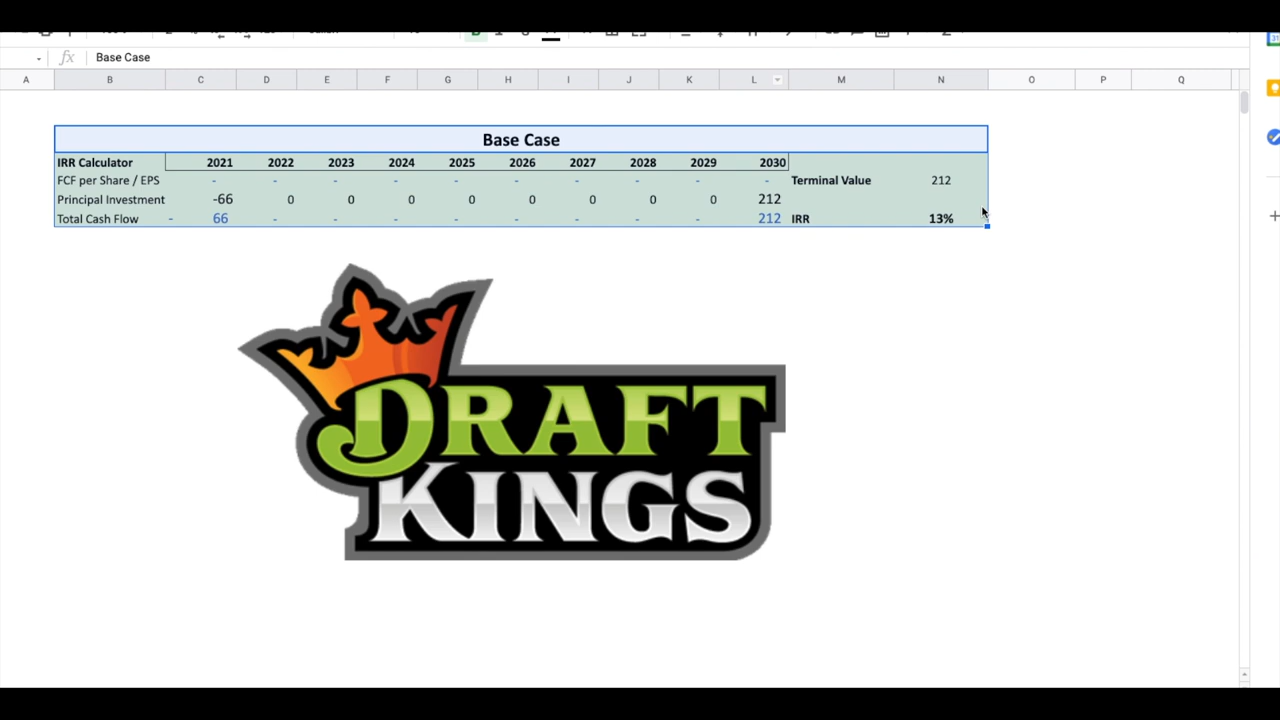 fx Base Case
A B C D E F G H I J K L M N O P Q
Base Case
IRR Calculator 2021 2022 2023 2024 2025 2026 2027 2028 2029 2030
FCF per Share / EPS - - - - - - - - - - Terminal Value 212
Principal Investment -66 0 0 0 0 0 0 0 0 212
Total Cash Flow - 66 - - - - - - - - 212 IRR 13%
DRAFT
KINGS